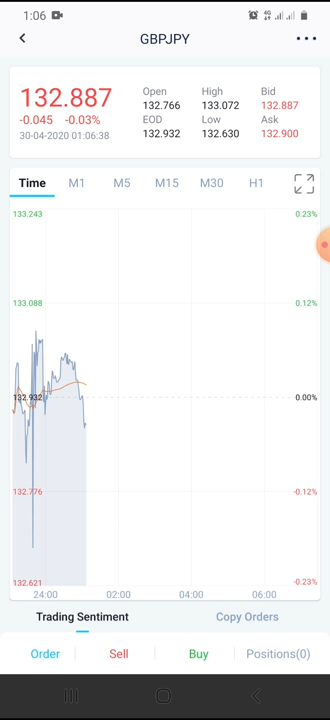 1:06
GBPJPY
132.887
-0.045 -0.03%
30-04-2020 01:06:38
Open High Bid
132.766 133.072 132.887
EOD Low Ask
132.932 132.630 132.900
Time M1 M5 M15 M30 H1
133.243 0.23%
133.088 0.12%
132.932 0.00%
132.776 -0.12%
132.621 -0.23%
24:00 02:00 04:00 06:00
Trading Sentiment Copy Orders
Order Sell Buy Positions(0)